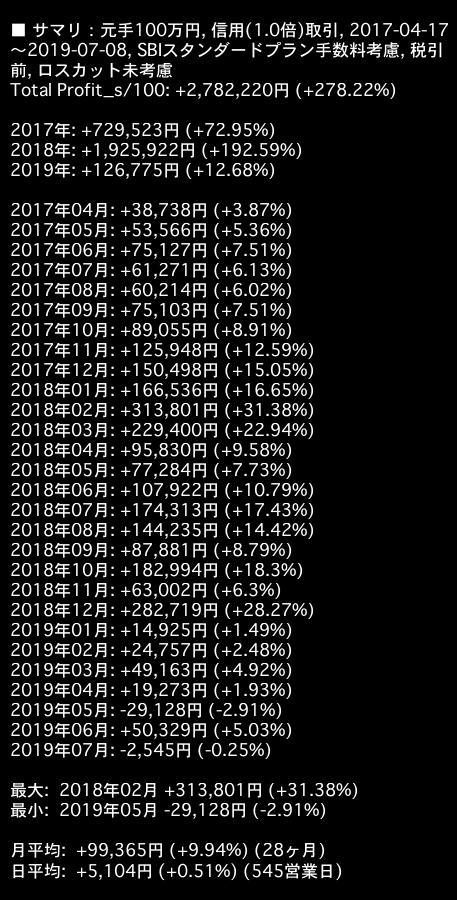 ■ サマリ：元手100万円, 信用(1.0倍)取引, 2017-04-17
〜2019-07-08, SBIスタンダードプラン手数料考慮, 税引
前, ロスカット未考慮
Total Profit_s/100: +2,782,220円 (+278.22%)
2017年: +729,523円 (+72.95%)
2018年: +1,925,922円 (+192.59%)
2019年: +126,775円 (+12.68%)
2017年04月: +38,738円 (+3.87%)
2017年05月: +53,566円 (+5.36%)
2017年06月: +75,127円 (+7.51%)
2017年07月: +61,271円 (+6.13%)
2017年08月: +60,214円 (+6.02%)
2017年09月: +75,103円 (+7.51%)
2017年10月: +89,055円 (+8.91%)
2017年11月: +125,948円 (+12.59%)
2017年12月: +150,498円 (+15.05%)
2018年01月: +166,536円 (+16.65%)
2018年02月: +313,801円 (+31.38%)
2018年03月: +229,400円 (+22.94%)
2018年04月: +95,830円 (+9.58%)
2018年05月: +77,284円 (+7.73%)
2018年06月: +107,922円 (+10.79%)
2018年07月: +174,313円 (+17.43%)
2018年08月: +144,235円 (+14.42%)
2018年09月: +87,881円 (+8.79%)
2018年10月: +182,994円 (+18.3%)
2018年11月: +63,002円 (+6.3%)
2018年12月: +282,719円 (+28.27%)
2019年01月: +14,925円 (+1.49%)
2019年02月: +24,757円 (+2.48%)
2019年03月: +49,163円 (+4.92%)
2019年04月: +19,273円 (+1.93%)
2019年05月: -29,128円 (-2.91%)
2019年06月: +50,329円 (+5.03%)
2019年07月: -2,545円 (-0.25%)
最大:  2018年02月 +313,801円 (+31.38%)
最小:  2019年05月 -29,128円 (-2.91%)
月平均:  +99,365円 (+9.94%) (28ヶ月)
日平均:  +5,104円 (+0.51%) (545営業日)